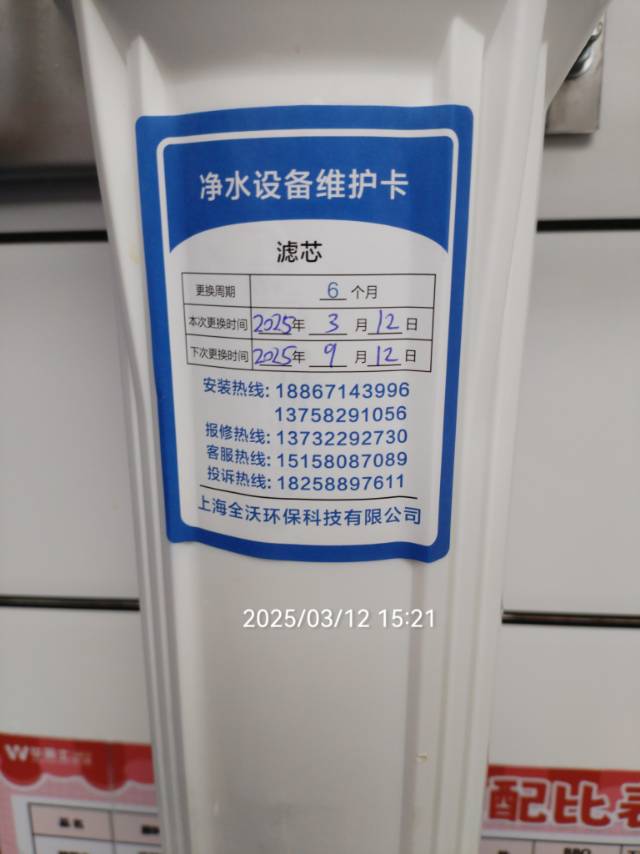 净水设备维护卡
滤芯
更换周期 6 个月
本次更换时间 2025年 3 月 12 日
下次更换时间 2025年 9 月 12 日
安装热线: 18867143996
13758291056
报修热线: 13732292730
客服热线: 15158087089
投诉热线: 18258897611
上海全沃环保科技有限公司
2025/03/12 15:21
W
配比表
品名